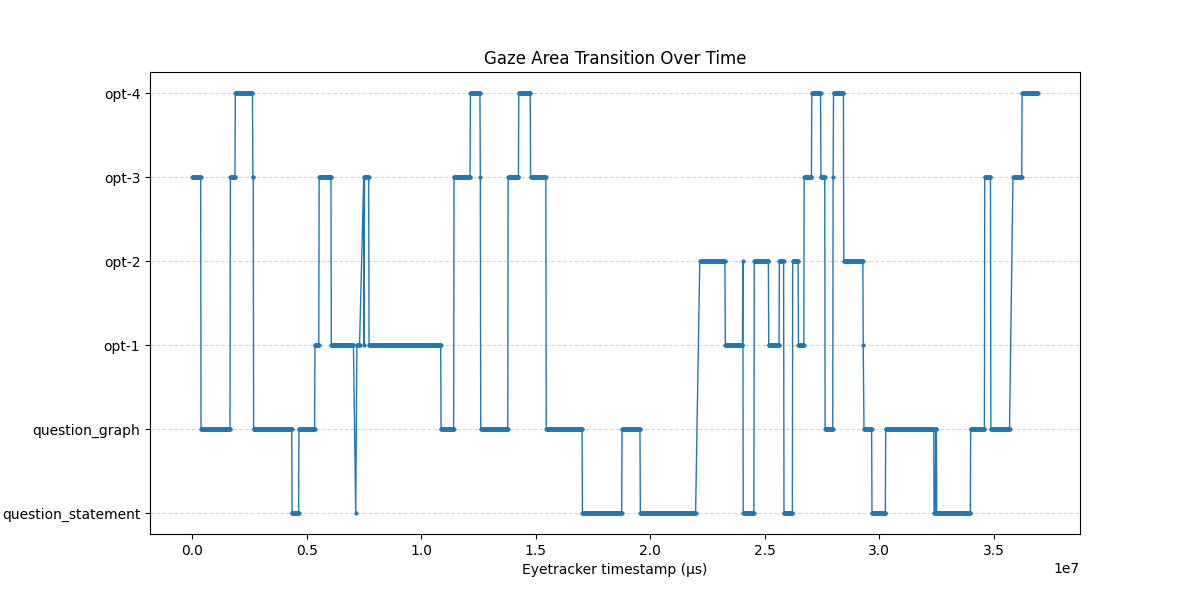 Gaze Area Transition Over Time
opt-4
opt-3
opt-2
opt-1
question_graph
question_statement
0.0 0.5 1.0 1.5 2.0 2.5 3.0 3.5
1e7
Eyetracker timestamp (μs)